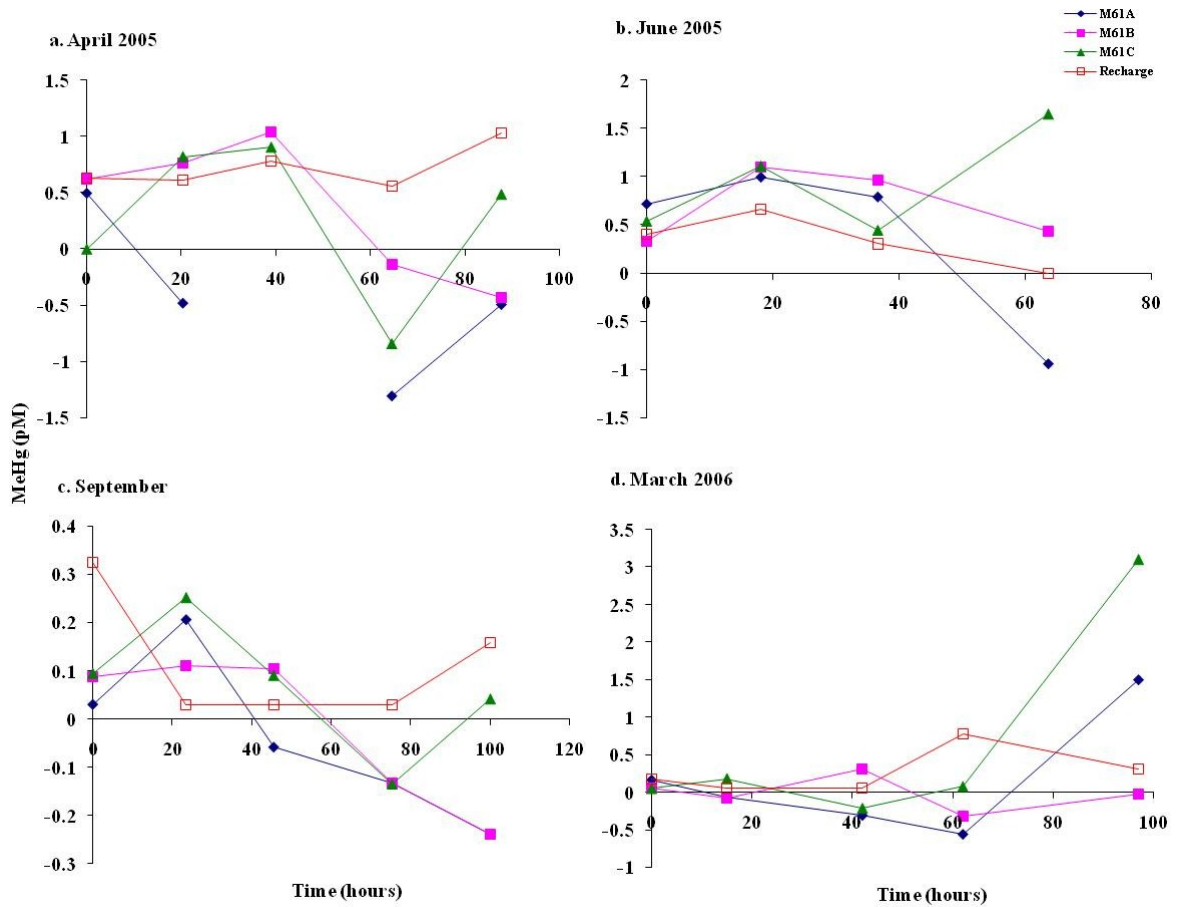 a. April 2005
b. June 2005
M61A
M61B
M61C
Recharge
1.5
1
0.5
0
-0.5
-1
-1.5
0 20 40 60 80 100
2
1.5
1
0.5
0
-0.5
-1
-1.5
0 20 40 60 80
MeHg (pM)
c. September
d. March 2006
0.4
0.3
0.2
0.1
0
-0.1
-0.2
-0.3
0 20 40 60 80 100 120
3.5
3
2.5
2
1.5
1
0.5
0
-0.5
-1
0 20 40 60 80 100
Time (hours)
Time (hours)